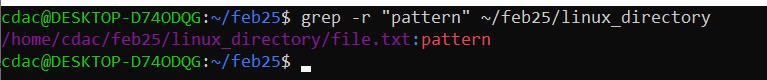 cdac@DESKTOP-D74ODQG:~/feb25$ grep -r "pattern" ~/feb25/linux_directory
/home/cdac/feb25/linux_directory/file.txt:pattern
cdac@DESKTOP-D74ODQG:~/feb25$